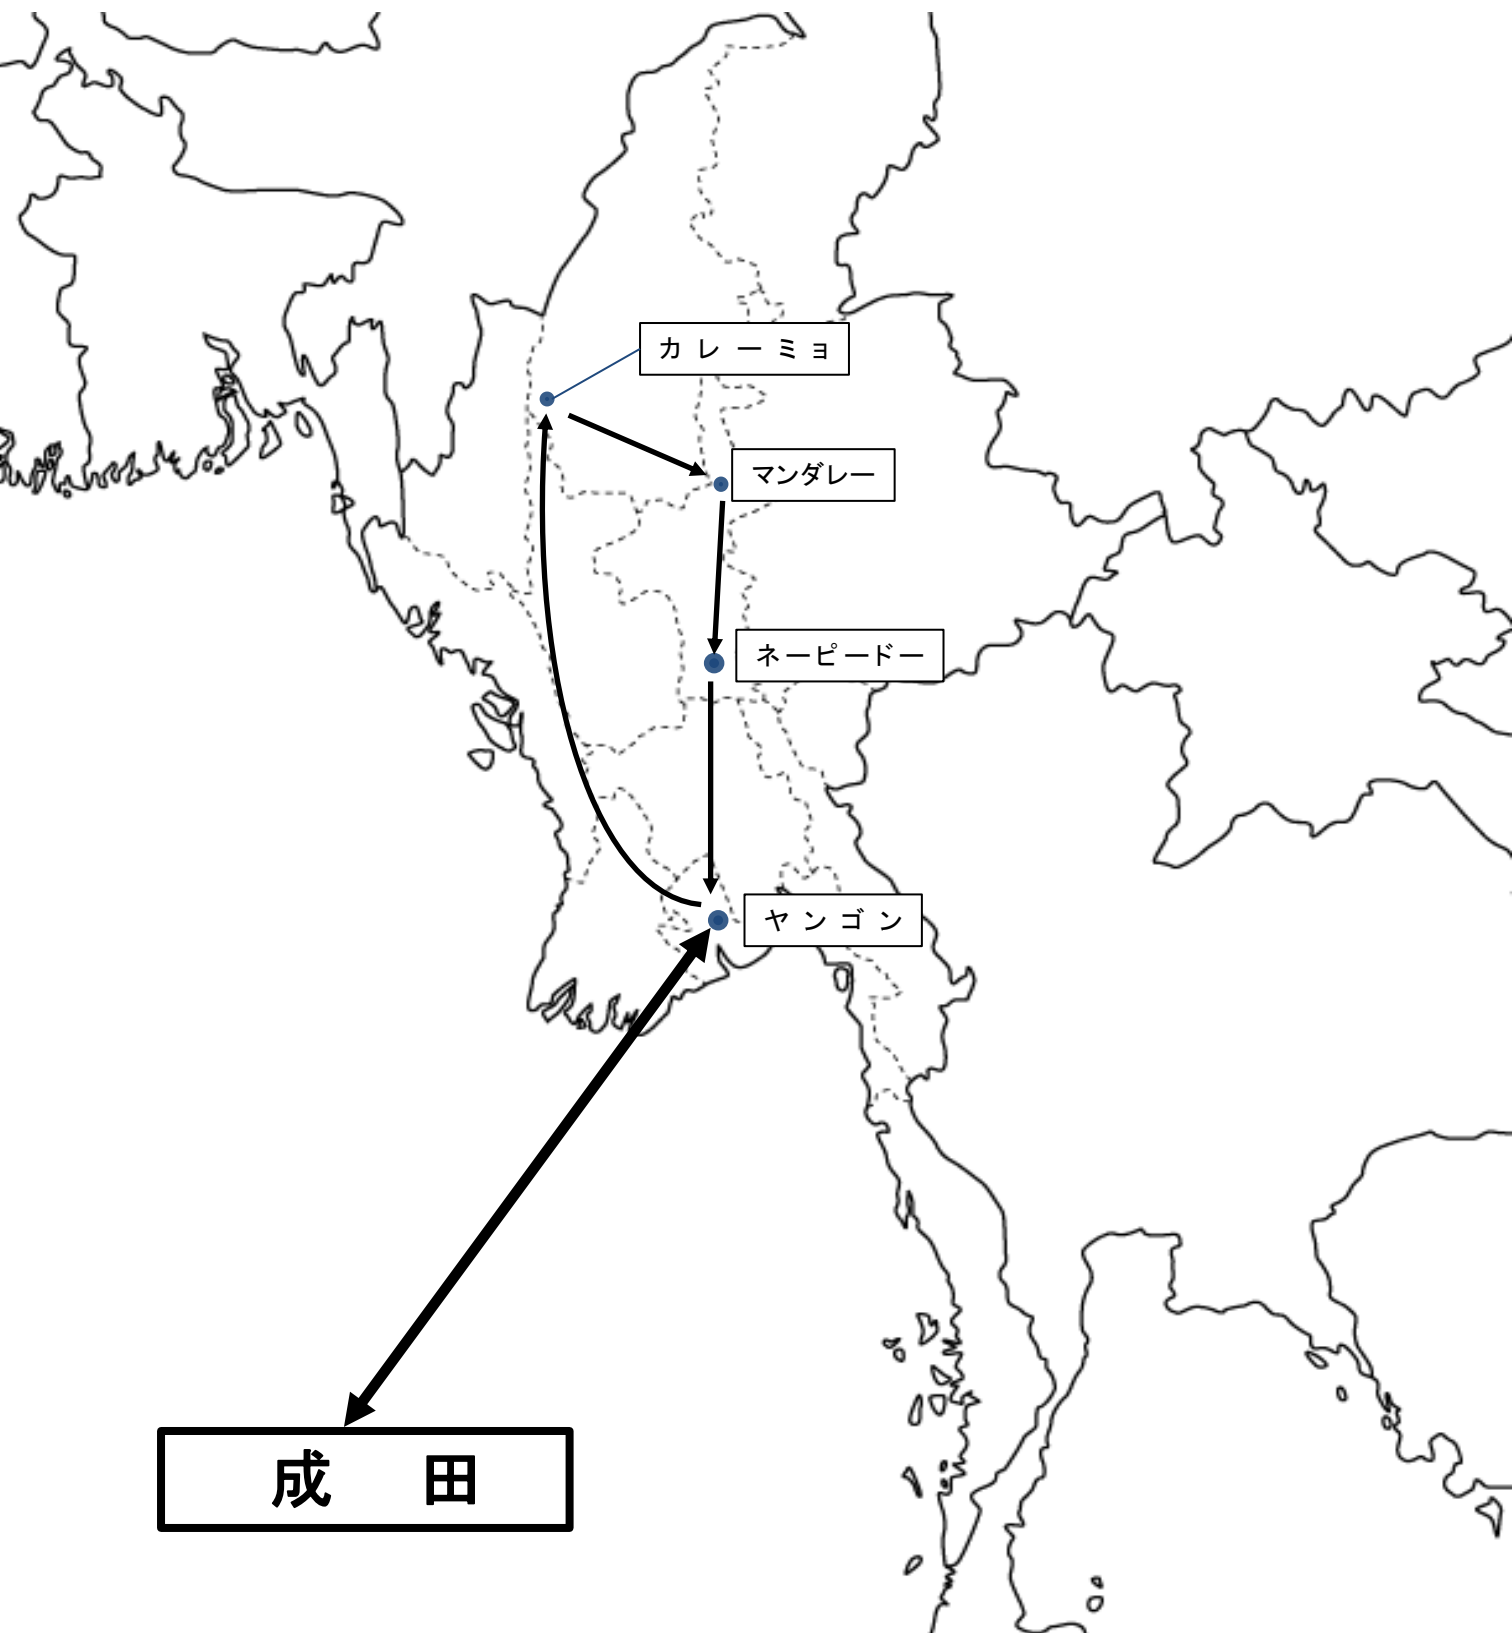 カレーミョ
マンダレー
ネーピードー
ヤンゴン
成田